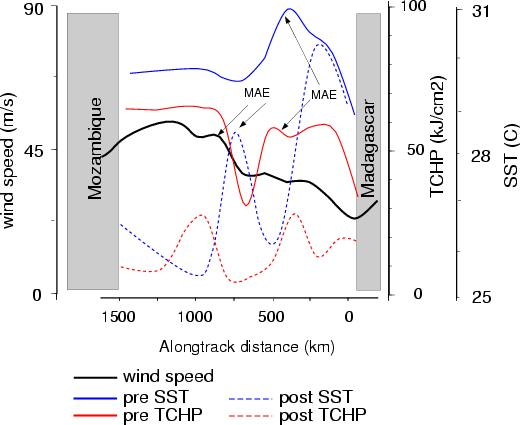 90
45
0
wind speed (m/s)
Mozambique
Madagascar
MAE
MAE
100
50
0
TCHP (kJ/cm2)
31
28
25
SST (C)
1500 1000 500 0
Alongtrack distance (km)
wind speed
pre SST post SST
pre TCHP post TCHP